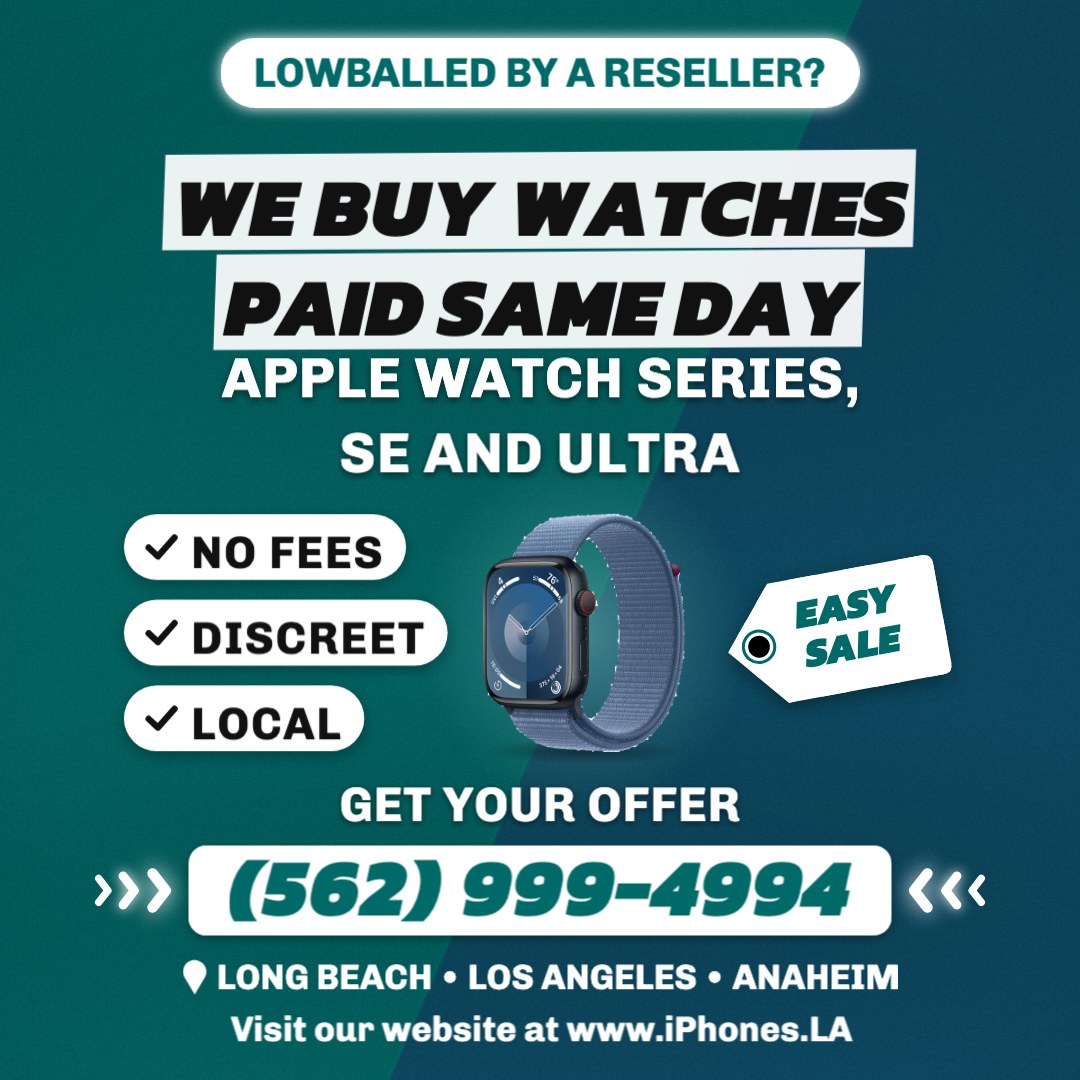 LOWBALLED BY A RESELLER?
WE BUY WATCHES
PAID SAME DAY
APPLE WATCH SERIES,
SE AND ULTRA
NO FEES
DISCREET
LOCAL
EASY
SALE
GET YOUR OFFER
(562) 999-4994
LONG BEACH • LOS ANGELES • ANAHEIM
Visit our website at www.iPhones.LA